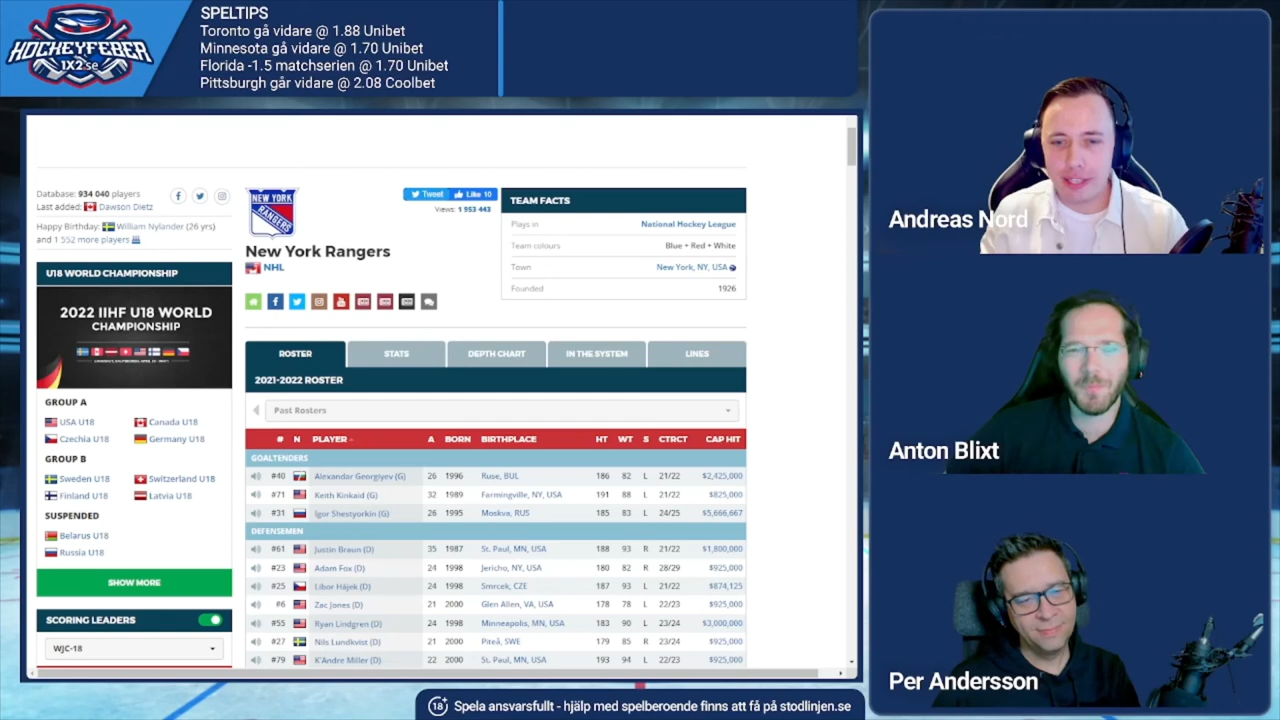 HOCKEYFEBER
1X2.se
SPELTIPS
Toronto gå vidare @ 1.88 Unibet
Minnesota gå vidare @ 1.70 Unibet
Florida -1.5 matchserien @ 1.70 Unibet
Pittsburgh går vidare @ 2.08 Coolbet
Database: 934 040 players
Last added: Dawson Dietz
Happy Birthday: William Nylander (26 yrs)
and 1 552 more players
U18 WORLD CHAMPIONSHIP
2022 IIHF U18 WORLD
CHAMPIONSHIP
GROUP A
USA U18 Canada U18
Czechia U18 Germany U18
GROUP B
Sweden U18 Switzerland U18
Finland U18 Latvia U18
SUSPENDED
Belarus U18
Russia U18
SHOW MORE
SCORING LEADERS
WJC-18
NEW YORK
RANGERS
Tweet Like 10
Views: 1 953 443
New York Rangers
NHL
TEAM FACTS
Plays in National Hockey League
Team colours Blue • Red • White
Town New York, NY, USA
Founded 1926
ROSTER STATS DEPTH CHART IN THE SYSTEM LINES
2021-2022 ROSTER
Past Rosters
# N PLAYER A BORN BIRTHPLACE HT WT S CTRCT CAP HIT
GOALTENDERS
#40 Alexandar Georgiyev (G) 26 1996 Ruse, BUL 186 82 L 21/22 $2,425,000
#71 Keith Kinkaid (G) 32 1989 Farmingville, NY, USA 191 88 L 21/22 $825,000
#31 Igor Shestyorkin (G) 26 1995 Moskva, RUS 185 83 L 24/25 $5,666,667
DEFENSEMEN
#61 Justin Braun (D) 35 1987 St. Paul, MN, USA 188 93 R 21/22 $1,800,000
#23 Adam Fox (D) 24 1998 Jericho, NY, USA 180 82 R 28/29 $925,000
#25 Libor Hájek (D) 24 1998 Smrcek, CZE 187 93 L 21/22 $874,125
#6 Zac Jones (D) 21 2000 Glen Allen, VA, USA 178 78 L 22/23 $925,000
#55 Ryan Lindgren (D) 24 1998 Minneapolis, MN, USA 183 90 L 23/24 $3,000,000
#27 Nils Lundkvist (D) 21 2000 Piteå, SWE 179 85 R 23/24 $925,000
#79 K'Andre Miller (D) 22 2000 St. Paul, MN, USA 193 94 L 22/23 $925,000
Andreas Nord
Anton Blixt
Per Andersson
18+ Spela ansvarsfullt - hjälp med spelberoende finns att få på stodlinjen.se